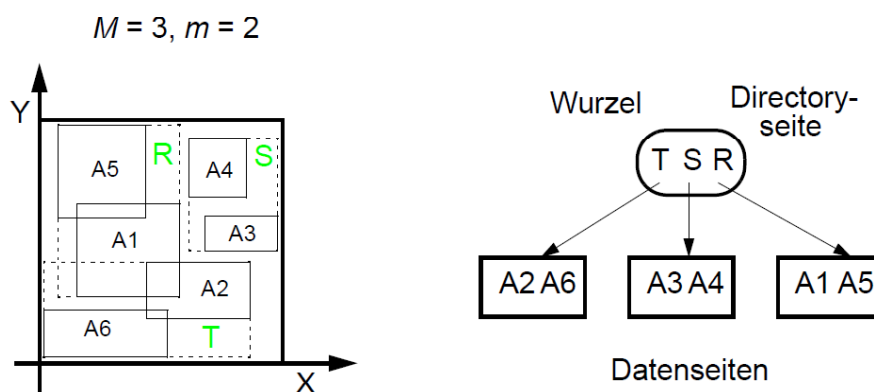 M = 3, m = 2
Y
A5
R
A4
S
A1
A3
A2
A6
T
X
Wurzel
Directory-
seite
T S R
A2 A6
A3 A4
A1 A5
Datenseiten